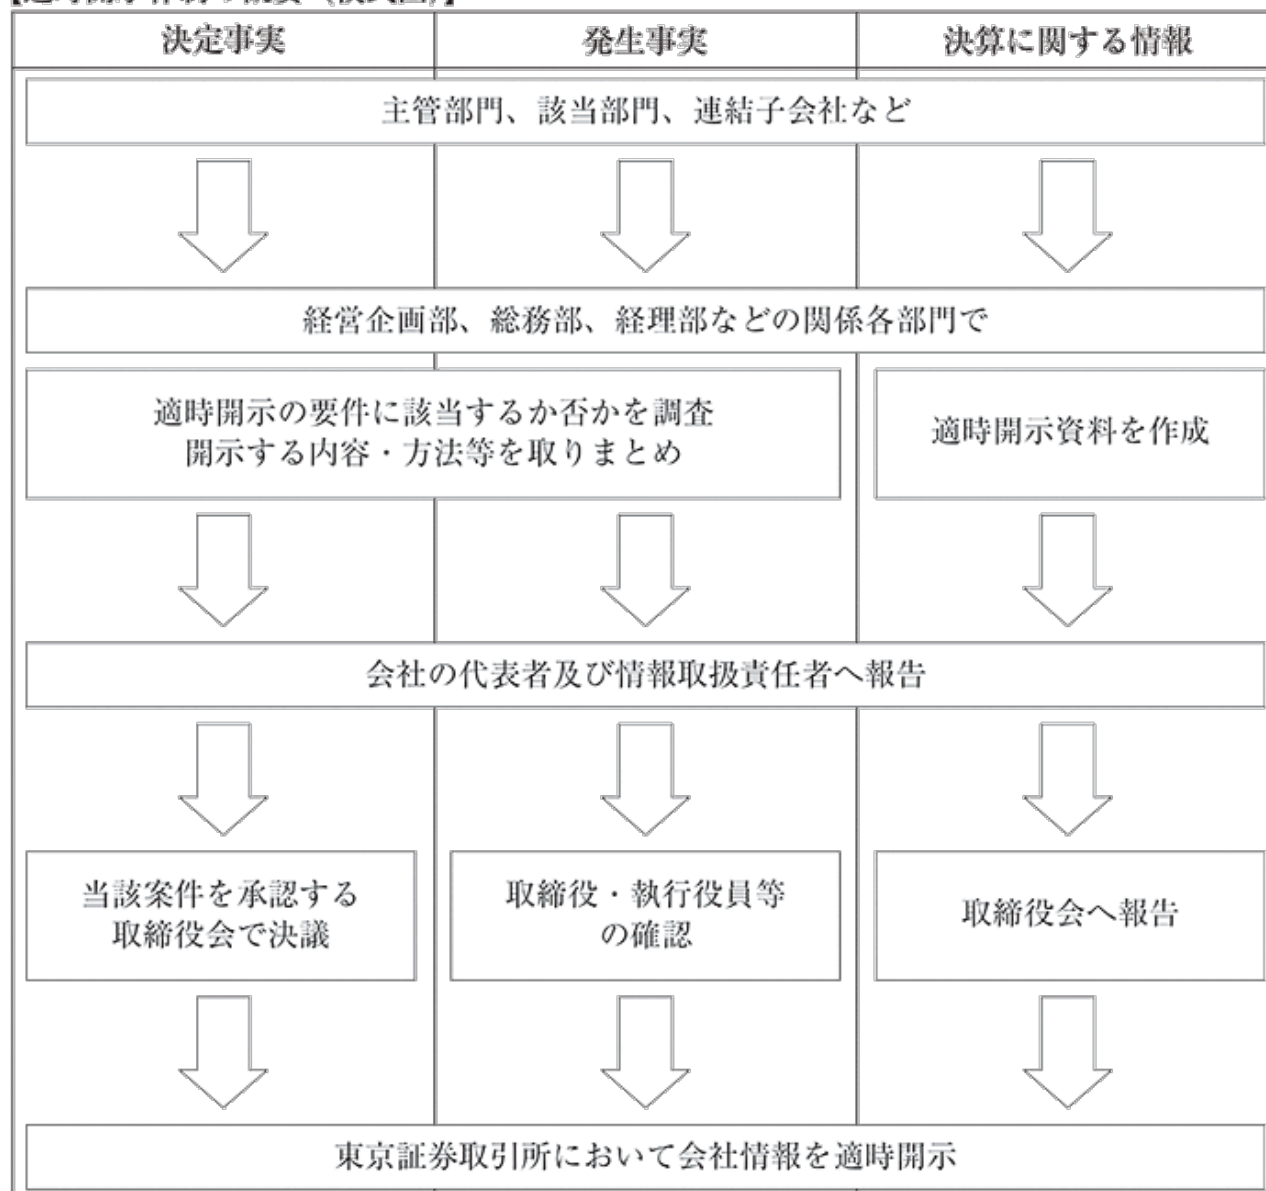 決定事実
発生事実
決算に関する情報
主管部門、該当部門、連結子会社など
経営企画部、総務部、経理部などの関係各部門で
適時開示の要件に該当するか否かを調査
開示する内容・方法等を取りまとめ
適時開示資料を作成
会社の代表者及び情報取扱責任者へ報告
当該案件を承認する
取締役会で決議
取締役・執行役員等
の確認
取締役会へ報告
東京証券取引所において会社情報を適時開示